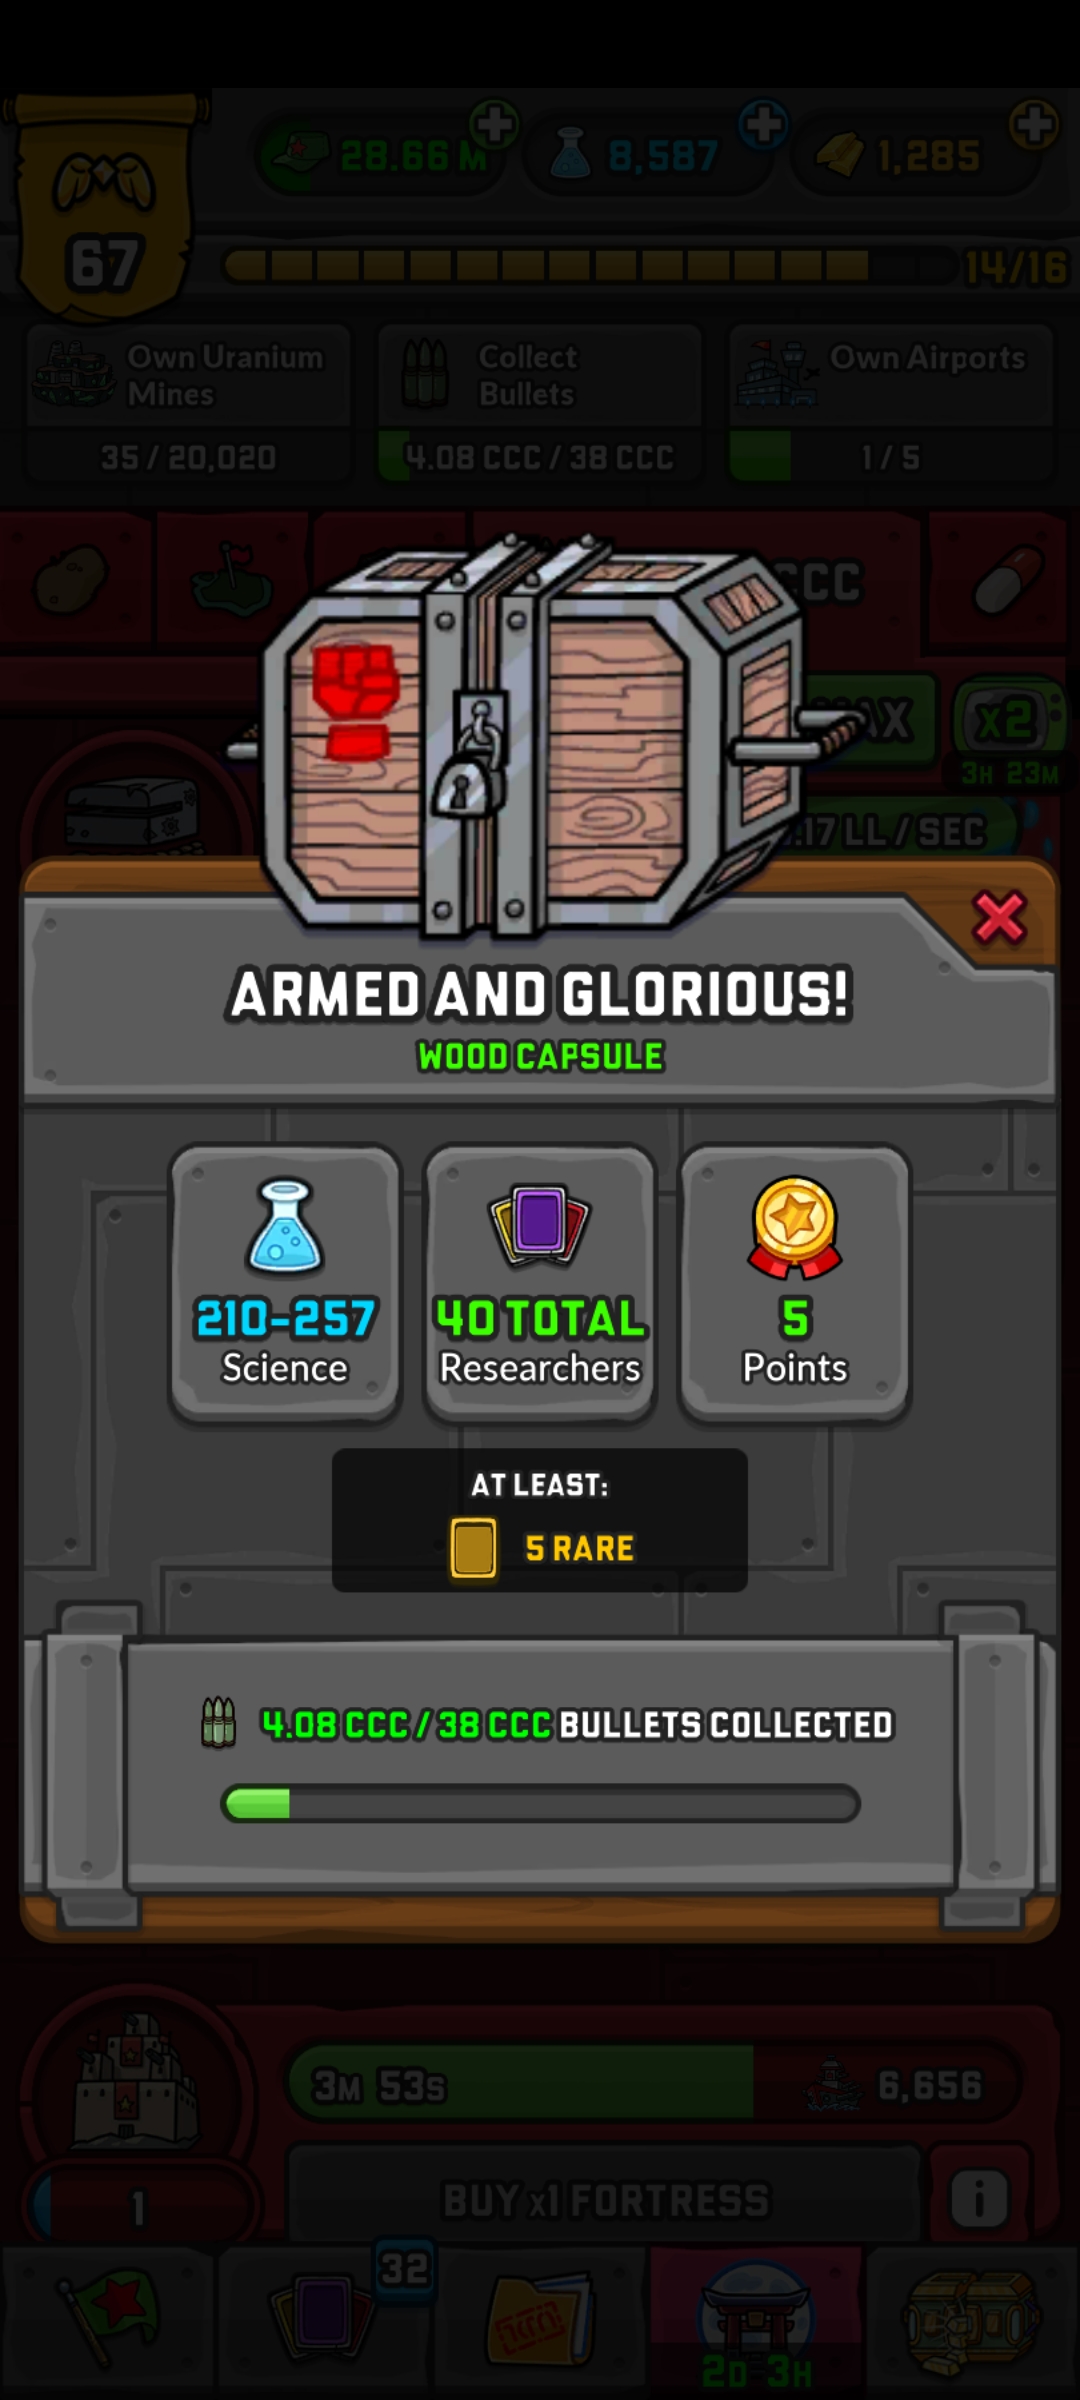 28.66 M
8,587
1,285
67
14/16
Own Uranium
Mines
35 / 20,020
Collect
Bullets
4.08 CCC / 38 CCC
Own Airports
1 / 5
CCC
AX
x2
3H 23M
.17 LL / SEC
ARMED AND GLORIOUS!
WOOD CAPSULE
210-257
Science
40 TOTAL
Researchers
5
Points
AT LEAST:
5 RARE
4.08 CCC / 38 CCC BULLETS COLLECTED
3M 53S
6,656
1
BUY x1 FORTRESS
i
32
2D 3H